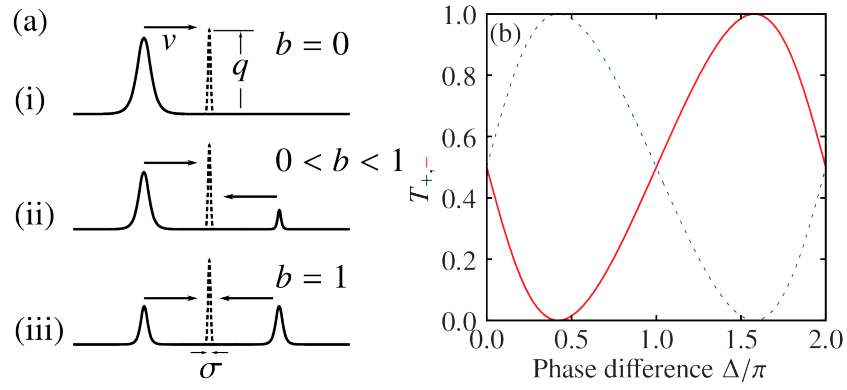 (a)
v
q
b = 0
(i)
0 < b < 1
(ii)
b = 1
(iii)
σ
(b)
T+,−
1.0
0.8
0.6
0.4
0.2
0.0
0.0 0.5 1.0 1.5 2.0
Phase difference Δ/π